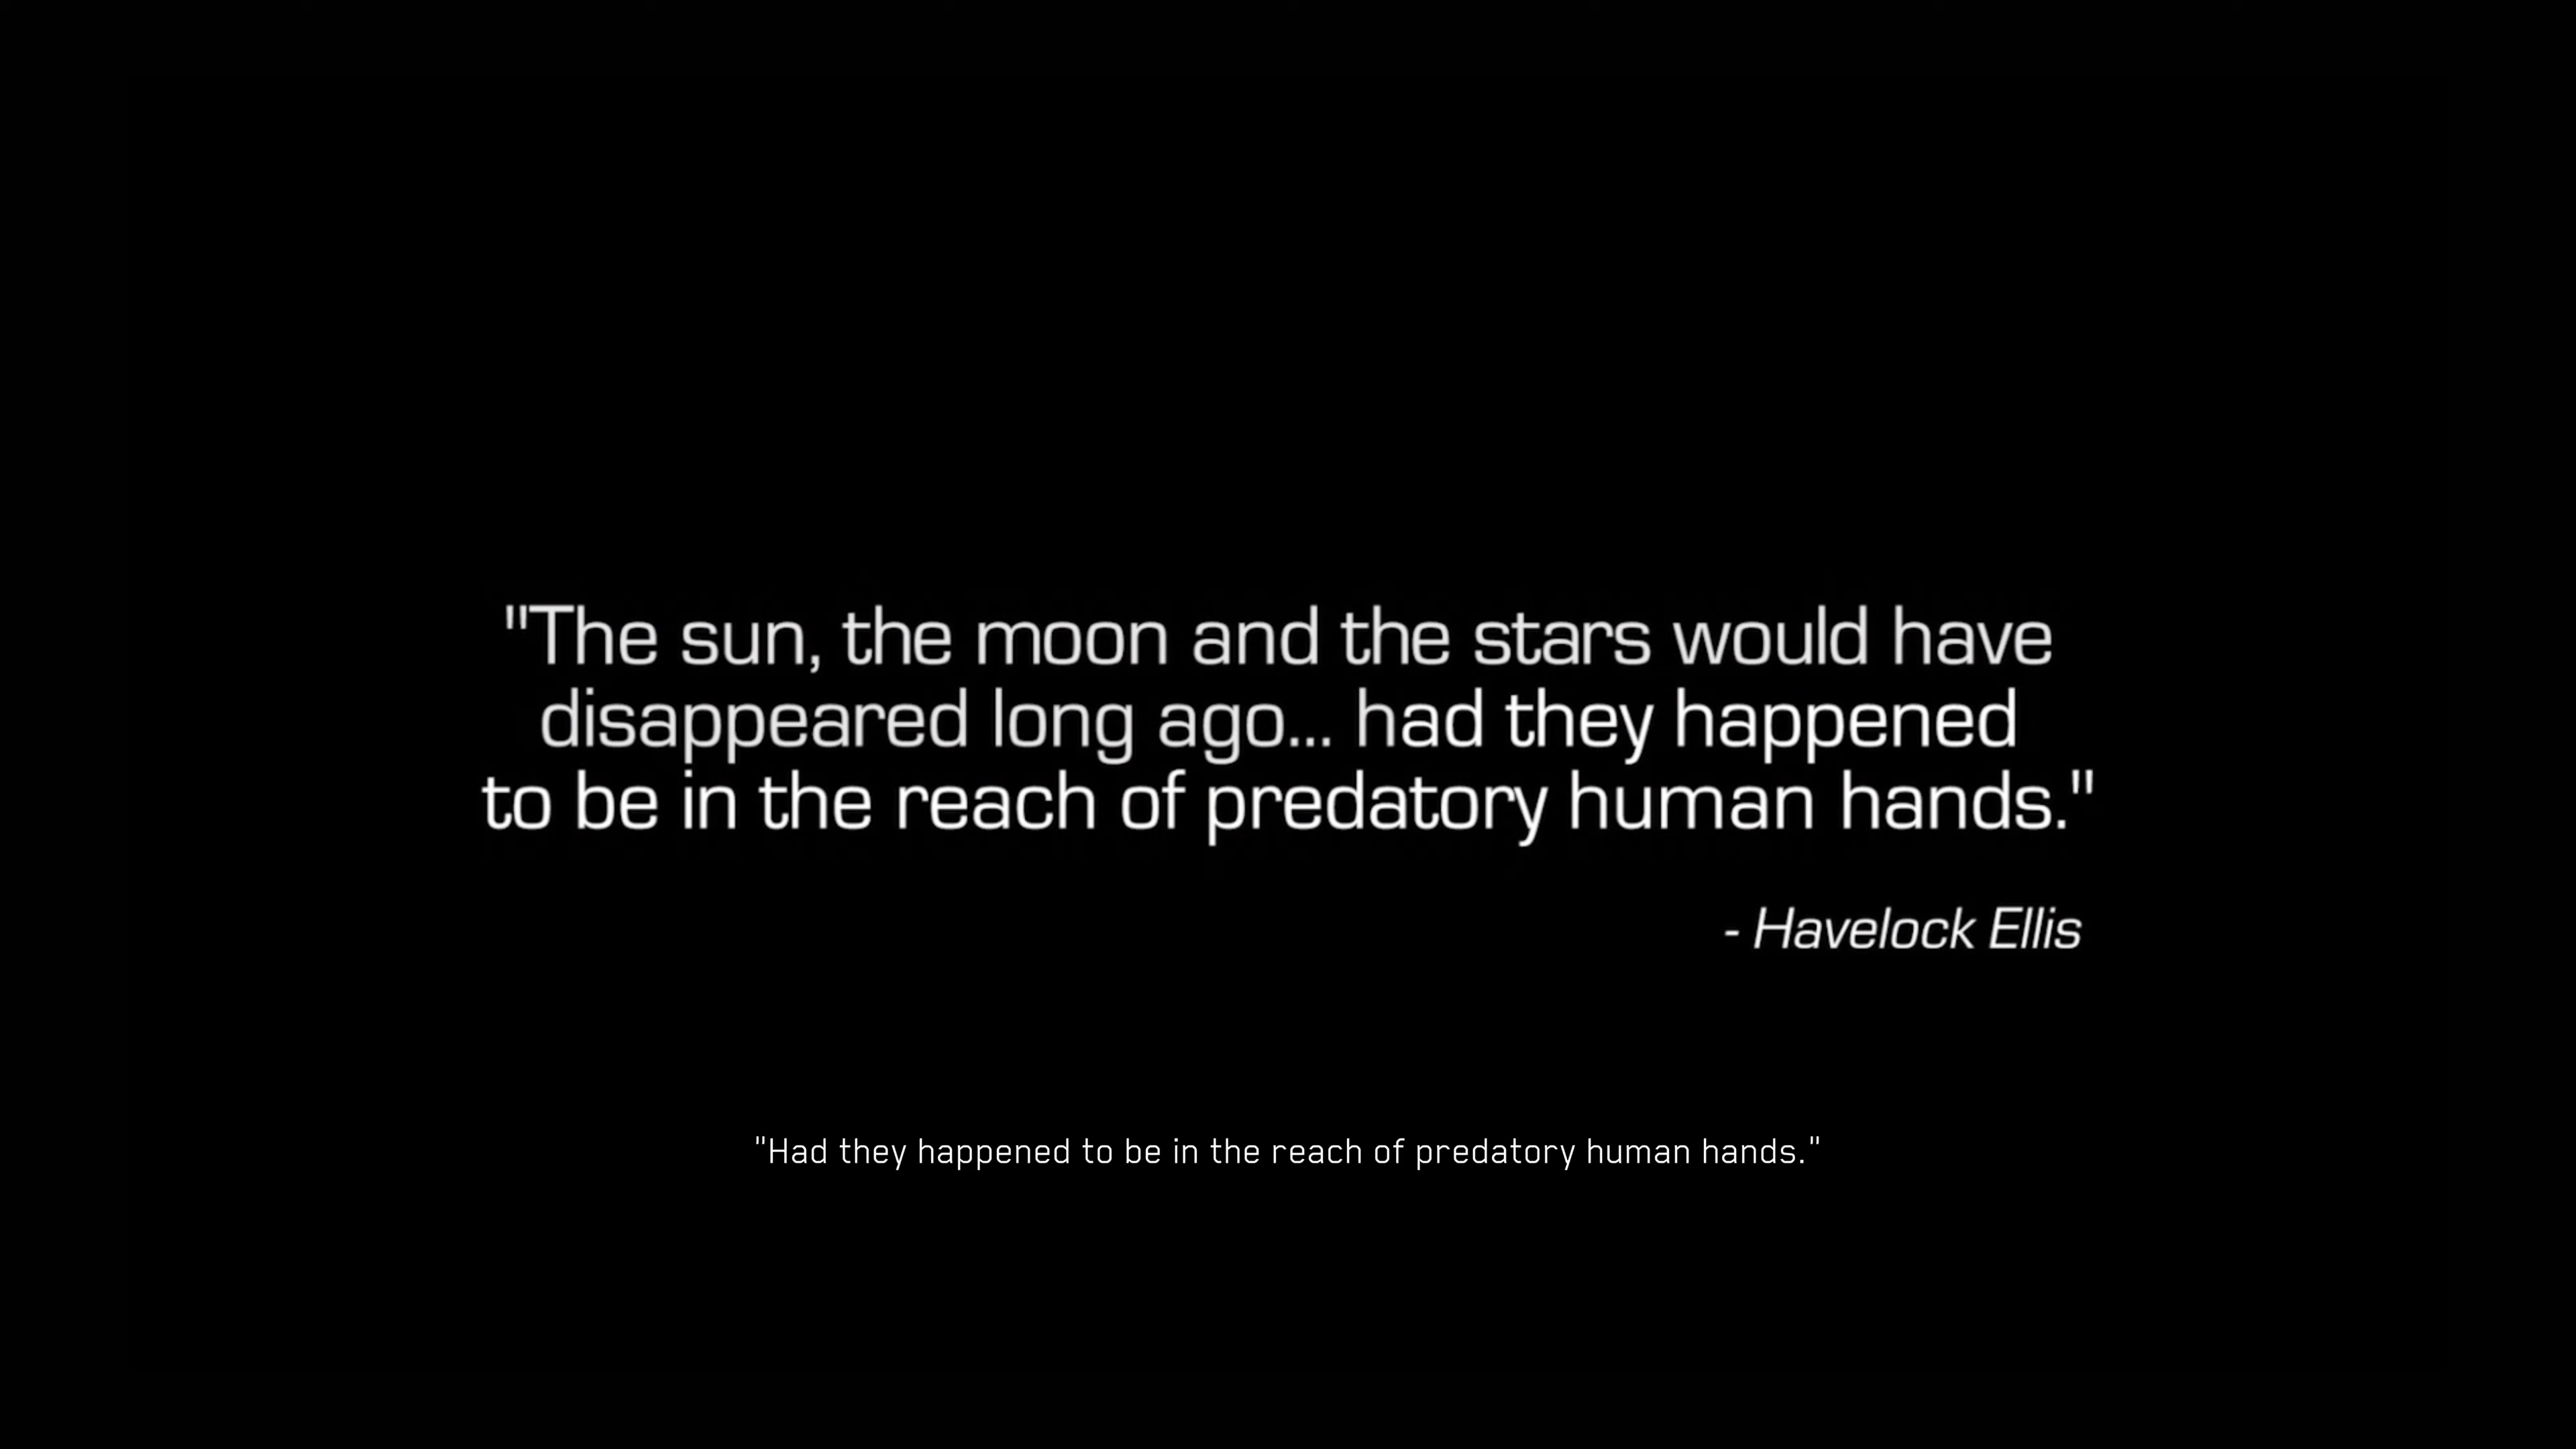 "The sun, the moon and the stars would have
disappeared long ago... had they happened
to be in the reach of predatory human hands."
- Havelock Ellis
"Had they happened to be in the reach of predatory human hands."